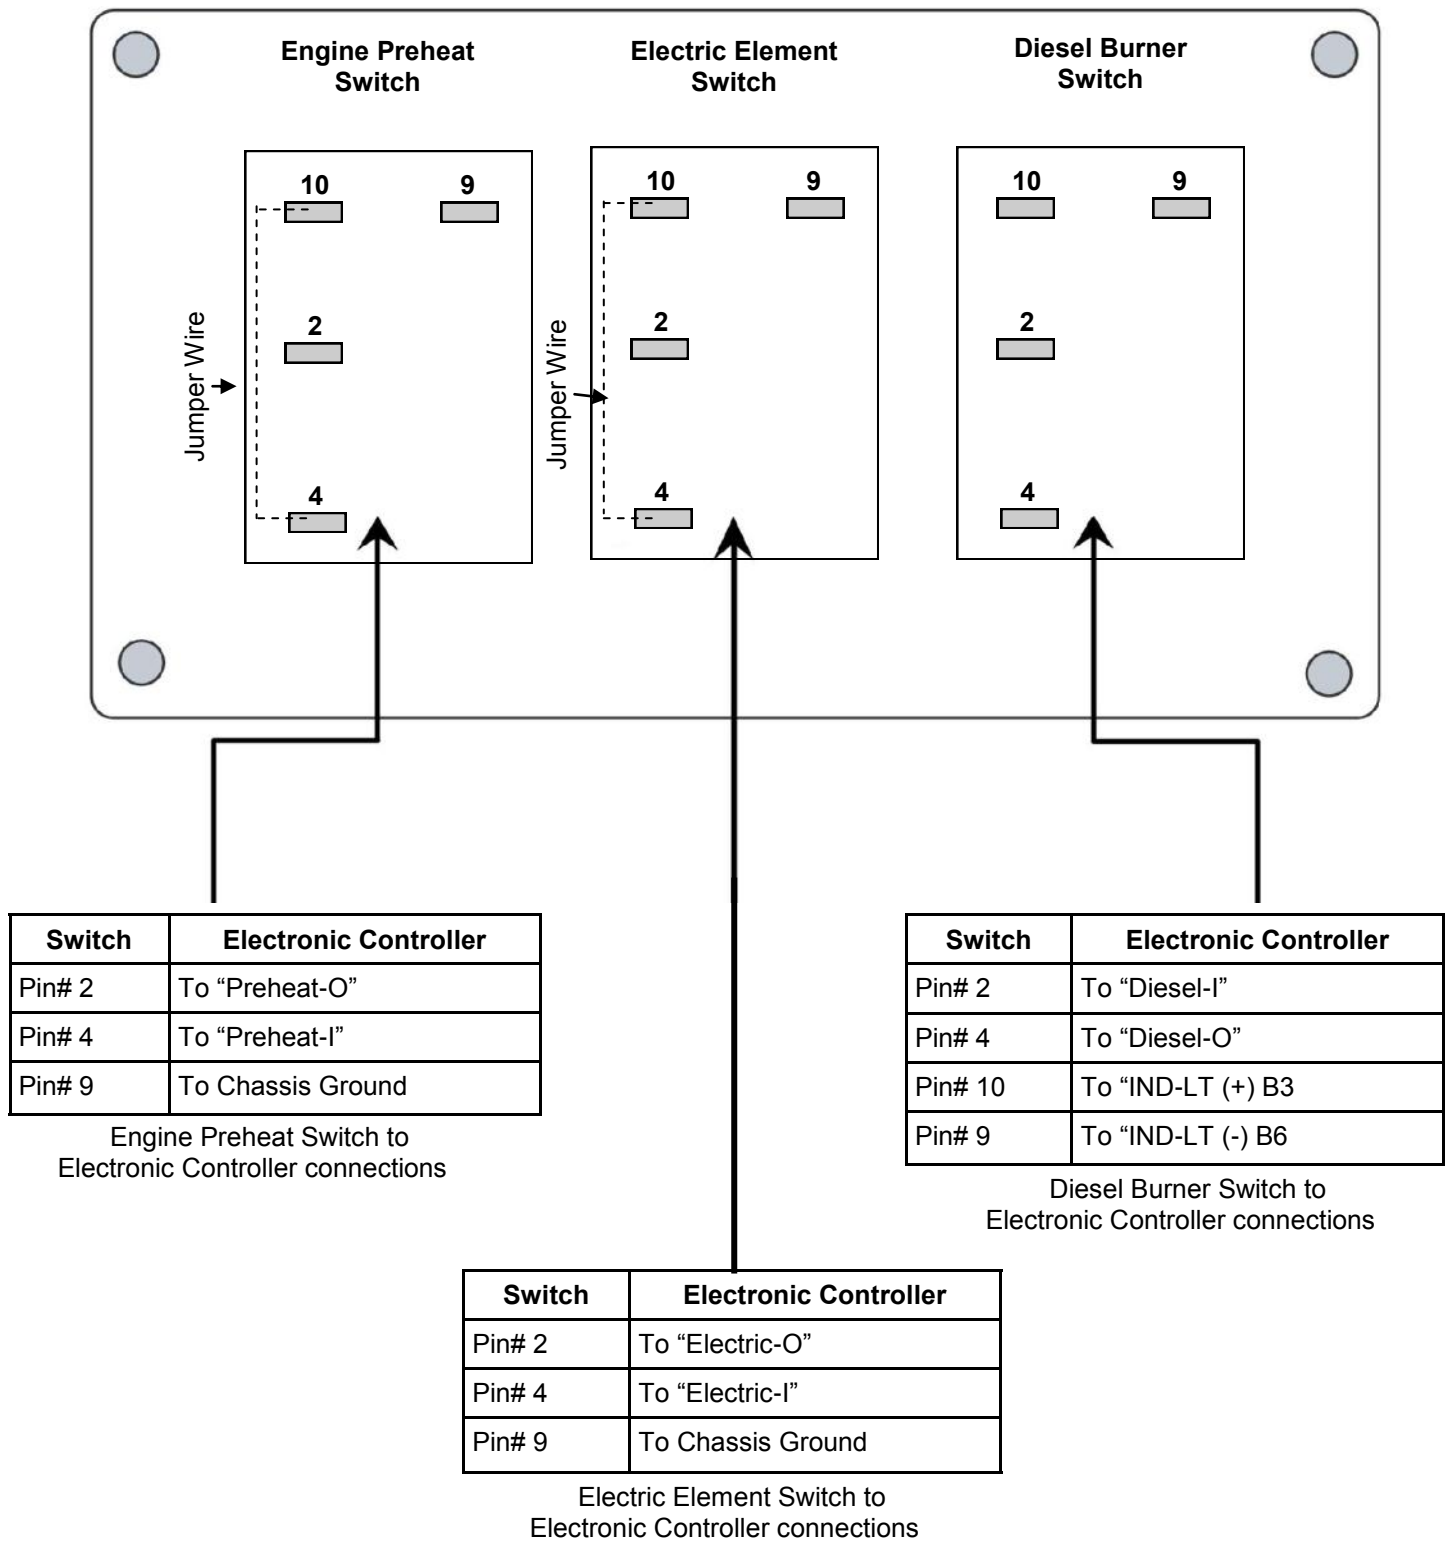 Engine Preheat
Switch
Electric Element
Switch
Diesel Burner
Switch
10
9
2
4
Jumper Wire
10
9
2
4
Jumper Wire
10
9
2
4
Switch Electronic Controller
Pin# 2 To “Preheat-O”
Pin# 4 To “Preheat-I”
Pin# 9 To Chassis Ground
Engine Preheat Switch to
Electronic Controller connections
Switch Electronic Controller
Pin# 2 To “Diesel-I”
Pin# 4 To “Diesel-O”
Pin# 10 To “IND-LT (+) B3
Pin# 9 To “IND-LT (-) B6
Diesel Burner Switch to
Electronic Controller connections
Switch Electronic Controller
Pin# 2 To “Electric-O”
Pin# 4 To “Electric-I”
Pin# 9 To Chassis Ground
Electric Element Switch to
Electronic Controller connections